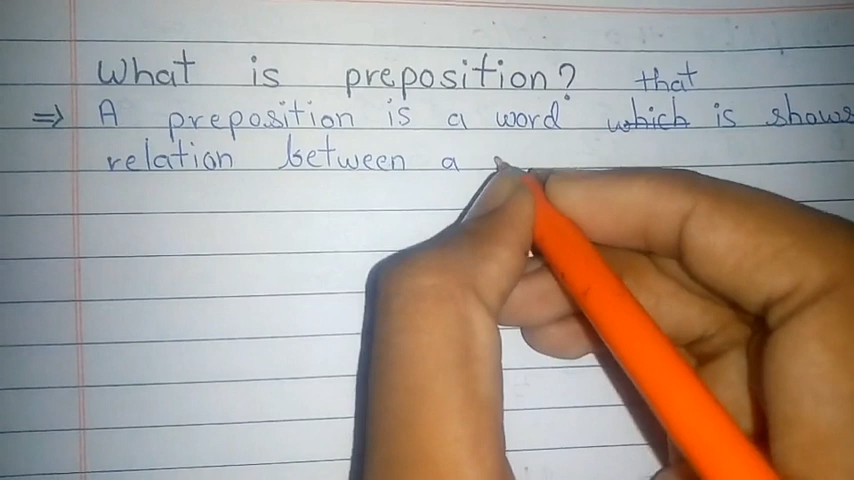 What is preposition?
that
⇒ A preposition is a word which is shows
relation between a